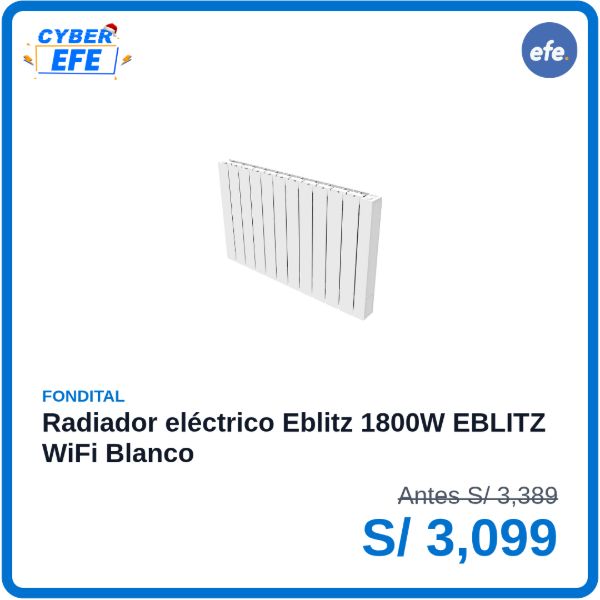 CYBER
EFE
efe.
FONDITAL
Radiador eléctrico Eblitz 1800W EBLITZ
WiFi Blanco
Antes S/ 3,389
S/ 3,099